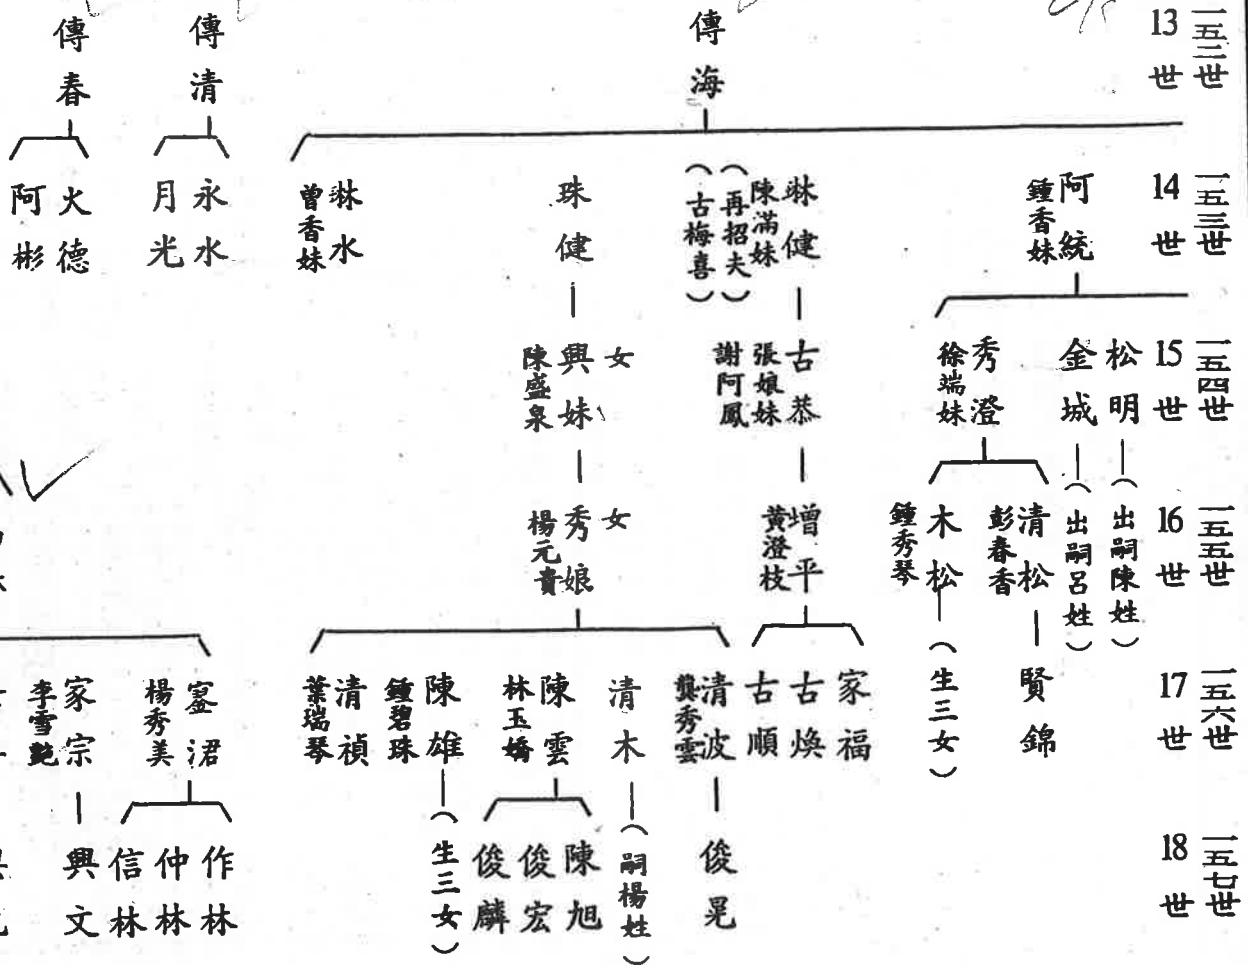 一五二世
13世
傳海
傳清
傳春
一五三世
14世
阿統
鍾香妹
琳健
陳滿妹
（再招夫）
（古梅喜）
珠健
琳水
曾香妹
永水
月光
火德
阿彬
一五四世
15世
松明
金城
秀澄
徐端妹
古恭
張娘妹
謝阿鳳
女
興妹
陳盛泉
一五五世
16世
（出嗣陳姓）
（出嗣呂姓）
清松
彭春香
木松
鍾秀琴
增平
黃澄枝
女
秀娘
楊元貴
一五六世
17世
賢錦
（生三女）
家福
古煥
古順
清波
龔秀雲
清木
陳雲
林玉嬌
陳雄
鍾碧珠
清禎
葉瑞琴
楊秀美
家宗
李雪艷
一五七世
18世
俊晃
（嗣楊姓）
陳旭
俊宏
俊麟
（生三女）
作林
仲林
信林
興文